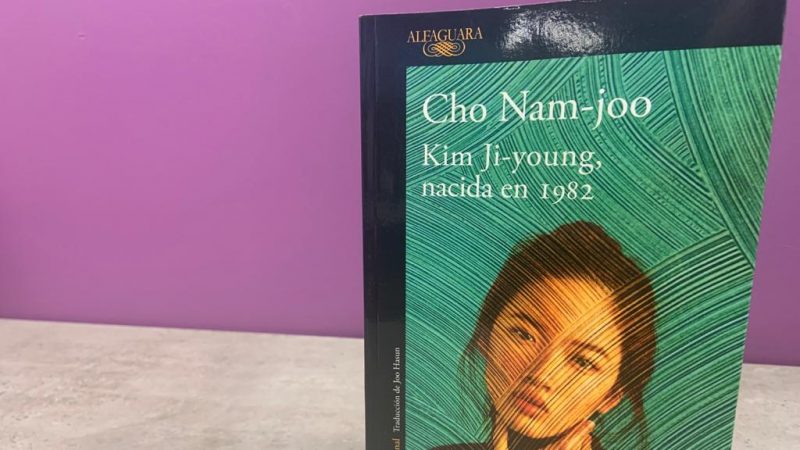 ALFAGUARA
Cho Nam-joo
Kim Ji-young,
nacida en 1982
Traducción de Joo Hasun